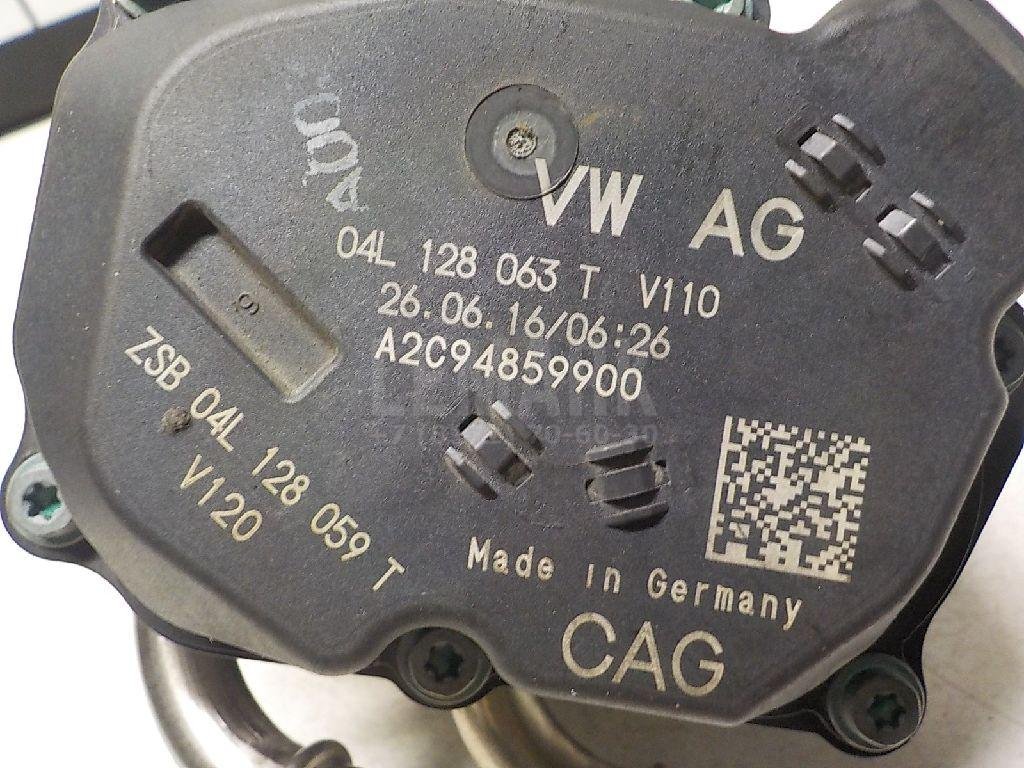 VW AG
04L 128 063 T V110
26.06.16/06:26
A2C94859900
ZSB 04L 128 059 T
V120
Made in Germany
CAG